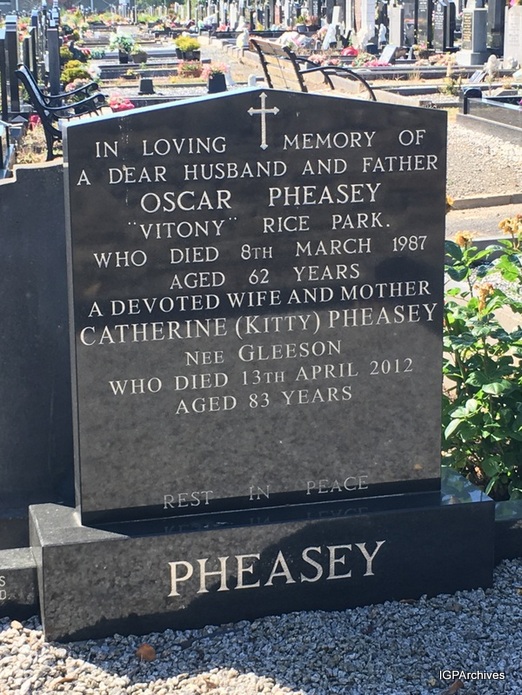 IN LOVING MEMORY OF
A DEAR HUSBAND AND FATHER
OSCAR PHEASEY
"VITONY" RICE PARK.
WHO DIED 8TH MARCH 1987
AGED 62 YEARS
A DEVOTED WIFE AND MOTHER
CATHERINE (KITTY) PHEASEY
NEE GLEESON
WHO DIED 13TH APRIL 2012
AGED 83 YEARS
REST IN PEACE
PHEASEY
IGPArchives